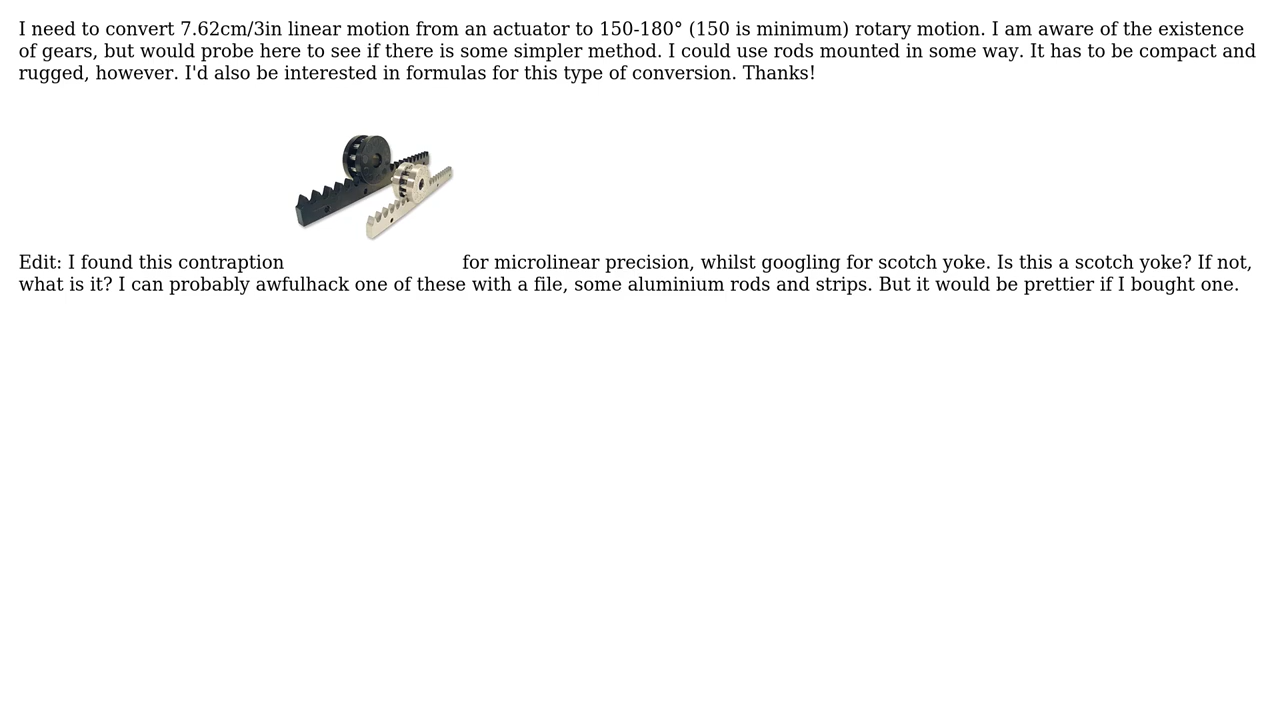 I need to convert 7.62cm/3in linear motion from an actuator to 150-180° (150 is minimum) rotary motion. I am aware of the existence
of gears, but would probe here to see if there is some simpler method. I could use rods mounted in some way. It has to be compact and
rugged, however. I'd also be interested in formulas for this type of conversion. Thanks!
Edit: I found this contraption for microlinear precision, whilst googling for scotch yoke. Is this a scotch yoke? If not,
what is it? I can probably awfulhack one of these with a file, some aluminium rods and strips. But it would be prettier if I bought one.